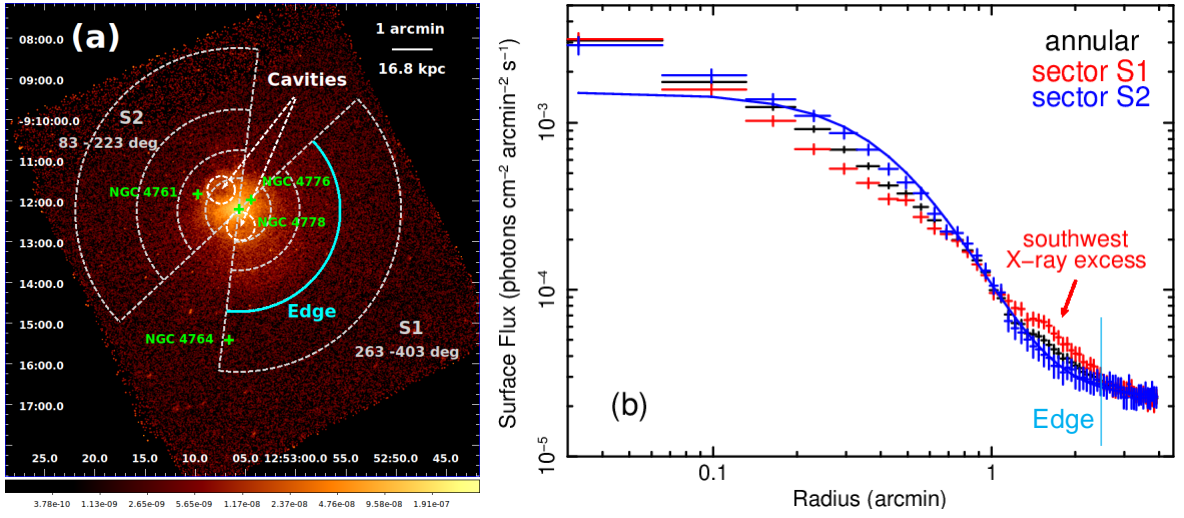 (a)
1 arcmin
16.8 kpc
Cavities
S2
83 - 223 deg
NGC 4761
NGC 4776
NGC 4778
Edge
NGC 4764
S1
263 -403 deg
08:00.0
09:00.0
-9:10:00.0
11:00.0
12:00.0
13:00.0
14:00.0
15:00.0
16:00.0
17:00.0
25.0 20.0 15.0 10.0 05.0 12:53:00.0 55.0 52:50.0 45.0
3.78e-10 1.13e-09 2.65e-09 5.65e-09 1.17e-08 2.37e-08 4.76e-08 9.58e-08 1.91e-07
Surface Flux (photons cm⁻² arcmin⁻² s⁻¹)
10⁻³
10⁻⁴
10⁻⁵
annular
sector S1
sector S2
southwest
X-ray excess
(b)
Edge
0.1 1
Radius (arcmin)